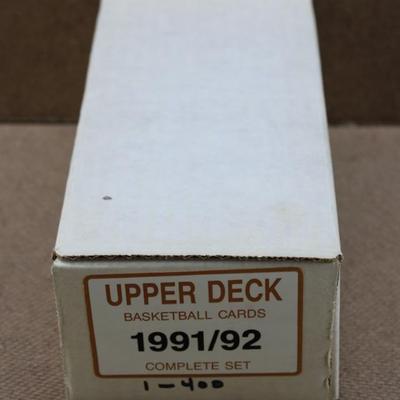 UPPER DECK
BASKETBALL CARDS
1991/92
COMPLETE SET
1-400